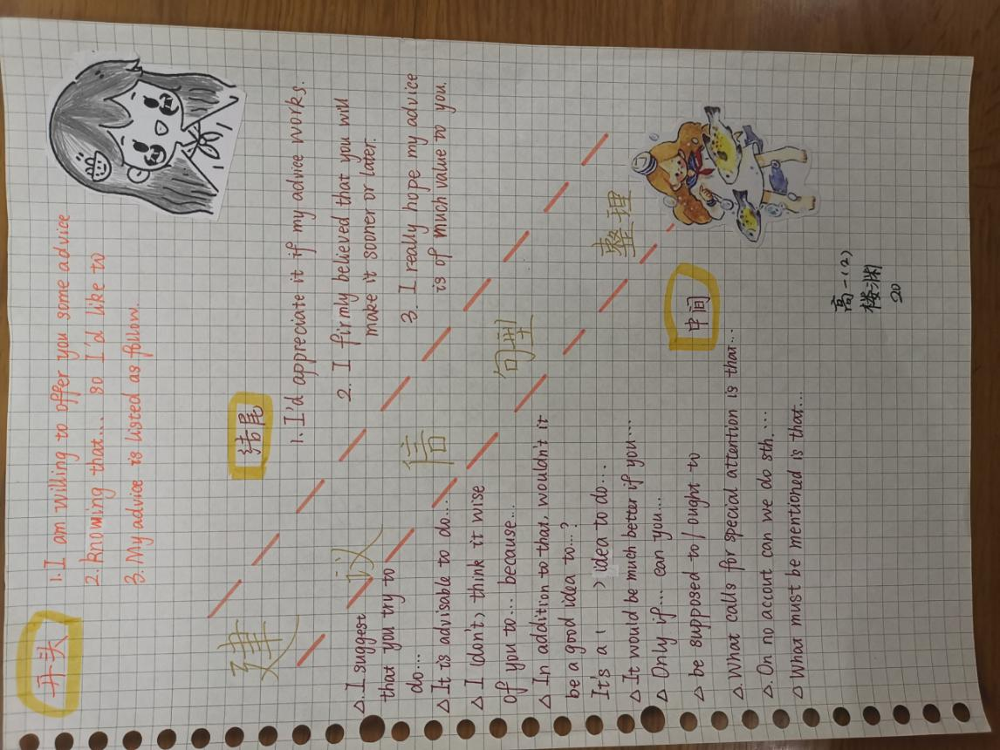 开头
1. I am willing to offer you some advice
2. knowing that... so I'd like to
3. My advice is listed as follow.
结尾
1. I'd appreciate it if my advice works.
2. I firmly believed that you will
make it sooner or later.
3. I really hope my advice
is of much value to you.
建议信句型整理
中间
△. I suggest
that you try to
do....
△ It is advisable to do...
△ I (don't) think it wise
of you to... because...
△ In addition to that, wouldn't it
be a good idea to...?
It's a ( ) idea to do...
△ It would be much better if you...
△ Only if... can you...
△ be supposed to / ought to
△. What calls for special attention is that...
△. On no accout can we do sth....
△ What must be mentioned is that...
高一(2)
楼渊
20